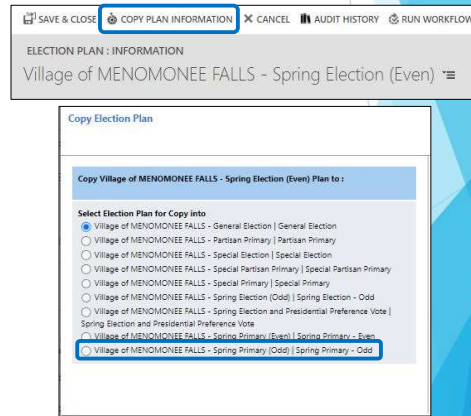 SAVE & CLOSE COPY PLAN INFORMATION CANCEL AUDIT HISTORY RUN WORKFLOW
ELECTION PLAN : INFORMATION
Village of MENOMONEE FALLS - Spring Election (Even)
Copy Election Plan
Copy Village of MENOMONEE FALLS - Spring Election (Even) Plan to :
Select Election Plan for Copy into
Village of MENOMONEE FALLS - General Election | General Election
Village of MENOMONEE FALLS - Partisan Primary | Partisan Primary
Village of MENOMONEE FALLS - Special Election | Special Election
Village of MENOMONEE FALLS - Special Partisan Primary | Special Partisan Primary
Village of MENOMONEE FALLS - Special Primary | Special Primary
Village of MENOMONEE FALLS - Spring Election (Odd) | Spring Election - Odd
Village of MENOMONEE FALLS - Spring Election and Presidential Preference Vote |
Spring Election and Presidential Preference Vote
Village of MENOMONEE FALLS - Spring Primary (Even) | Spring Primary - Even
Village of MENOMONEE FALLS - Spring Primary (Odd) | Spring Primary - Odd